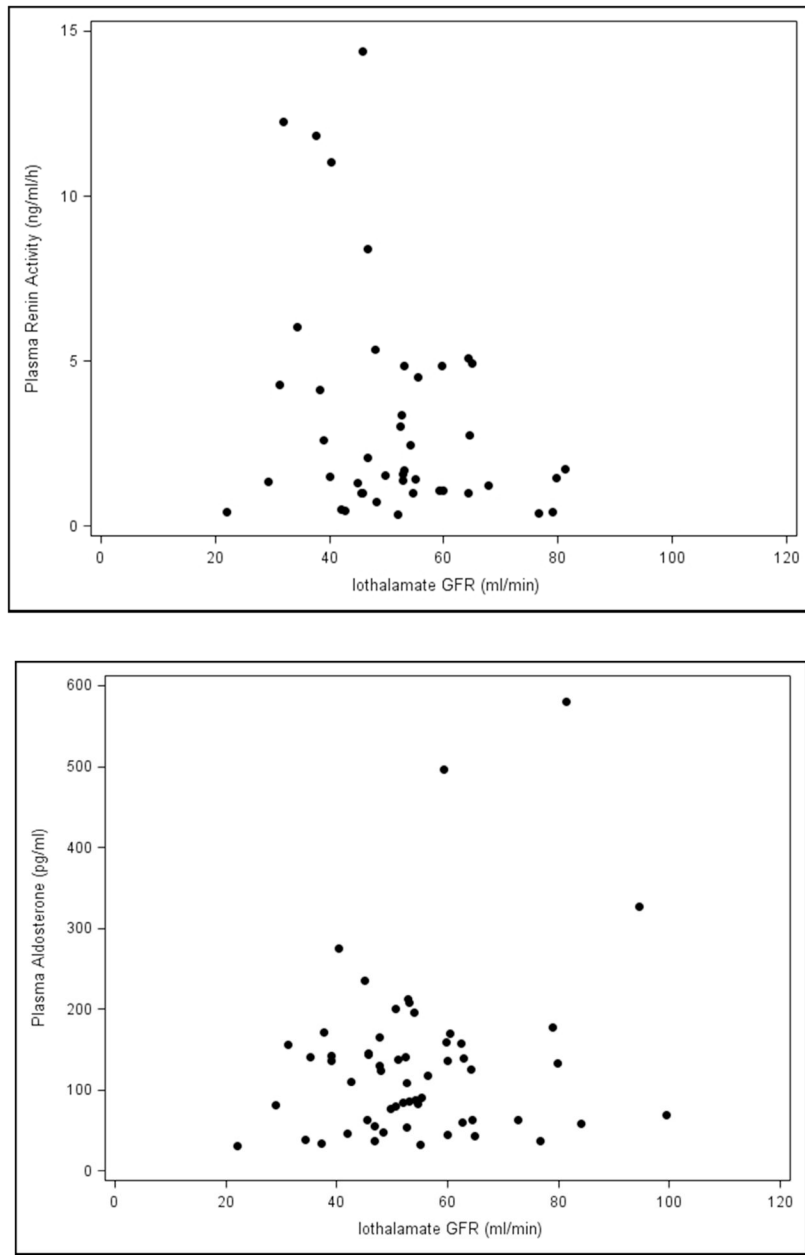 15
10
5
0
Plasma Renin Activity (ng/ml/h)
0 20 40 60 80 100 120
Iothalamate GFR (ml/min)
600
500
400
300
200
100
0
Plasma Aldosterone (pg/ml)
0 20 40 60 80 100 120
Iothalamate GFR (ml/min)